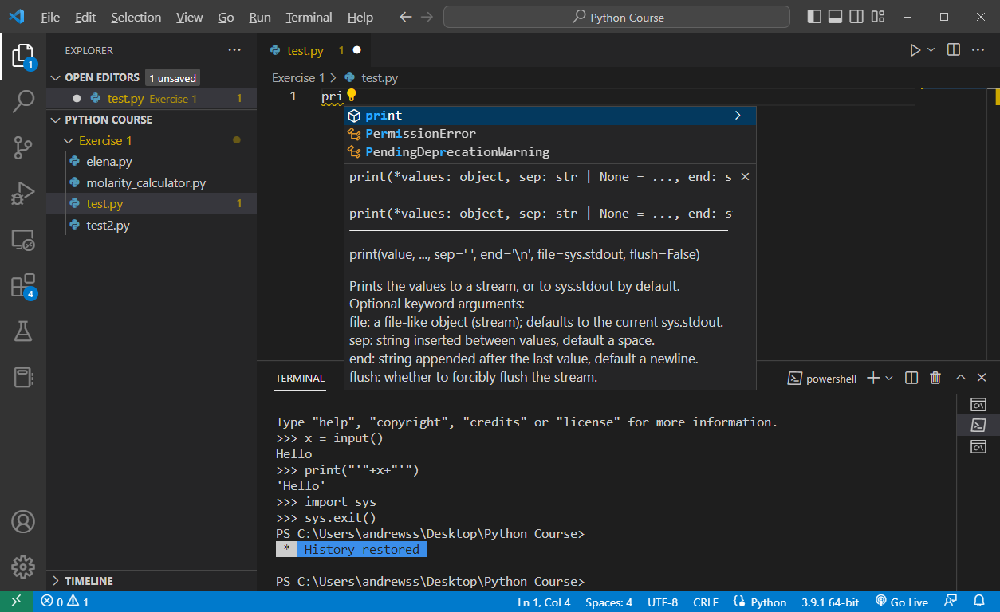 File Edit Selection View Go Run Terminal Help Python Course
EXPLORER
OPEN EDITORS 1 unsaved
test.py Exercise 1 1
PYTHON COURSE
Exercise 1
elena.py
molarity_calculator.py
test.py 1
test2.py
TIMELINE
1
4
test.py 1
Exercise 1 > test.py
1 pri
print
PermissionError
PendingDeprecationWarning
print(*values: object, sep: str | None = ..., end: s
print(*values: object, sep: str | None = ..., end: s
print(value, ..., sep=' ', end='\n', file=sys.stdout, flush=False)
Prints the values to a stream, or to sys.stdout by default.
Optional keyword arguments:
file: a file-like object (stream); defaults to the current sys.stdout.
sep: string inserted between values, default a space.
end: string appended after the last value, default a newline.
flush: whether to forcibly flush the stream.
TERMINAL powershell
Type "help", "copyright", "credits" or "license" for more information.
>>> x = input()
Hello
>>> print("'"+x+"'")
'Hello'
>>> import sys
>>> sys.exit()
PS C:\Users\andrewss\Desktop\Python Course>
* History restored
PS C:\Users\andrewss\Desktop\Python Course>
0 1 Ln 1, Col 4 Spaces: 4 UTF-8 CRLF Python 3.9.1 64-bit Go Live